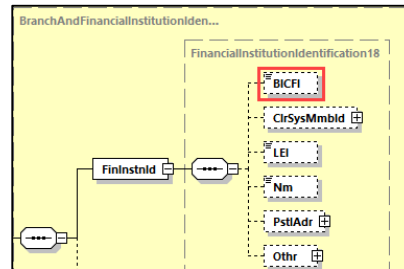 BranchAndFinancialInstitutionIden...
FinancialInstitutionIdentification18
BICFI
ClrSysMmbId
LEI
FinInstnId
Nm
PstlAdr
Othr